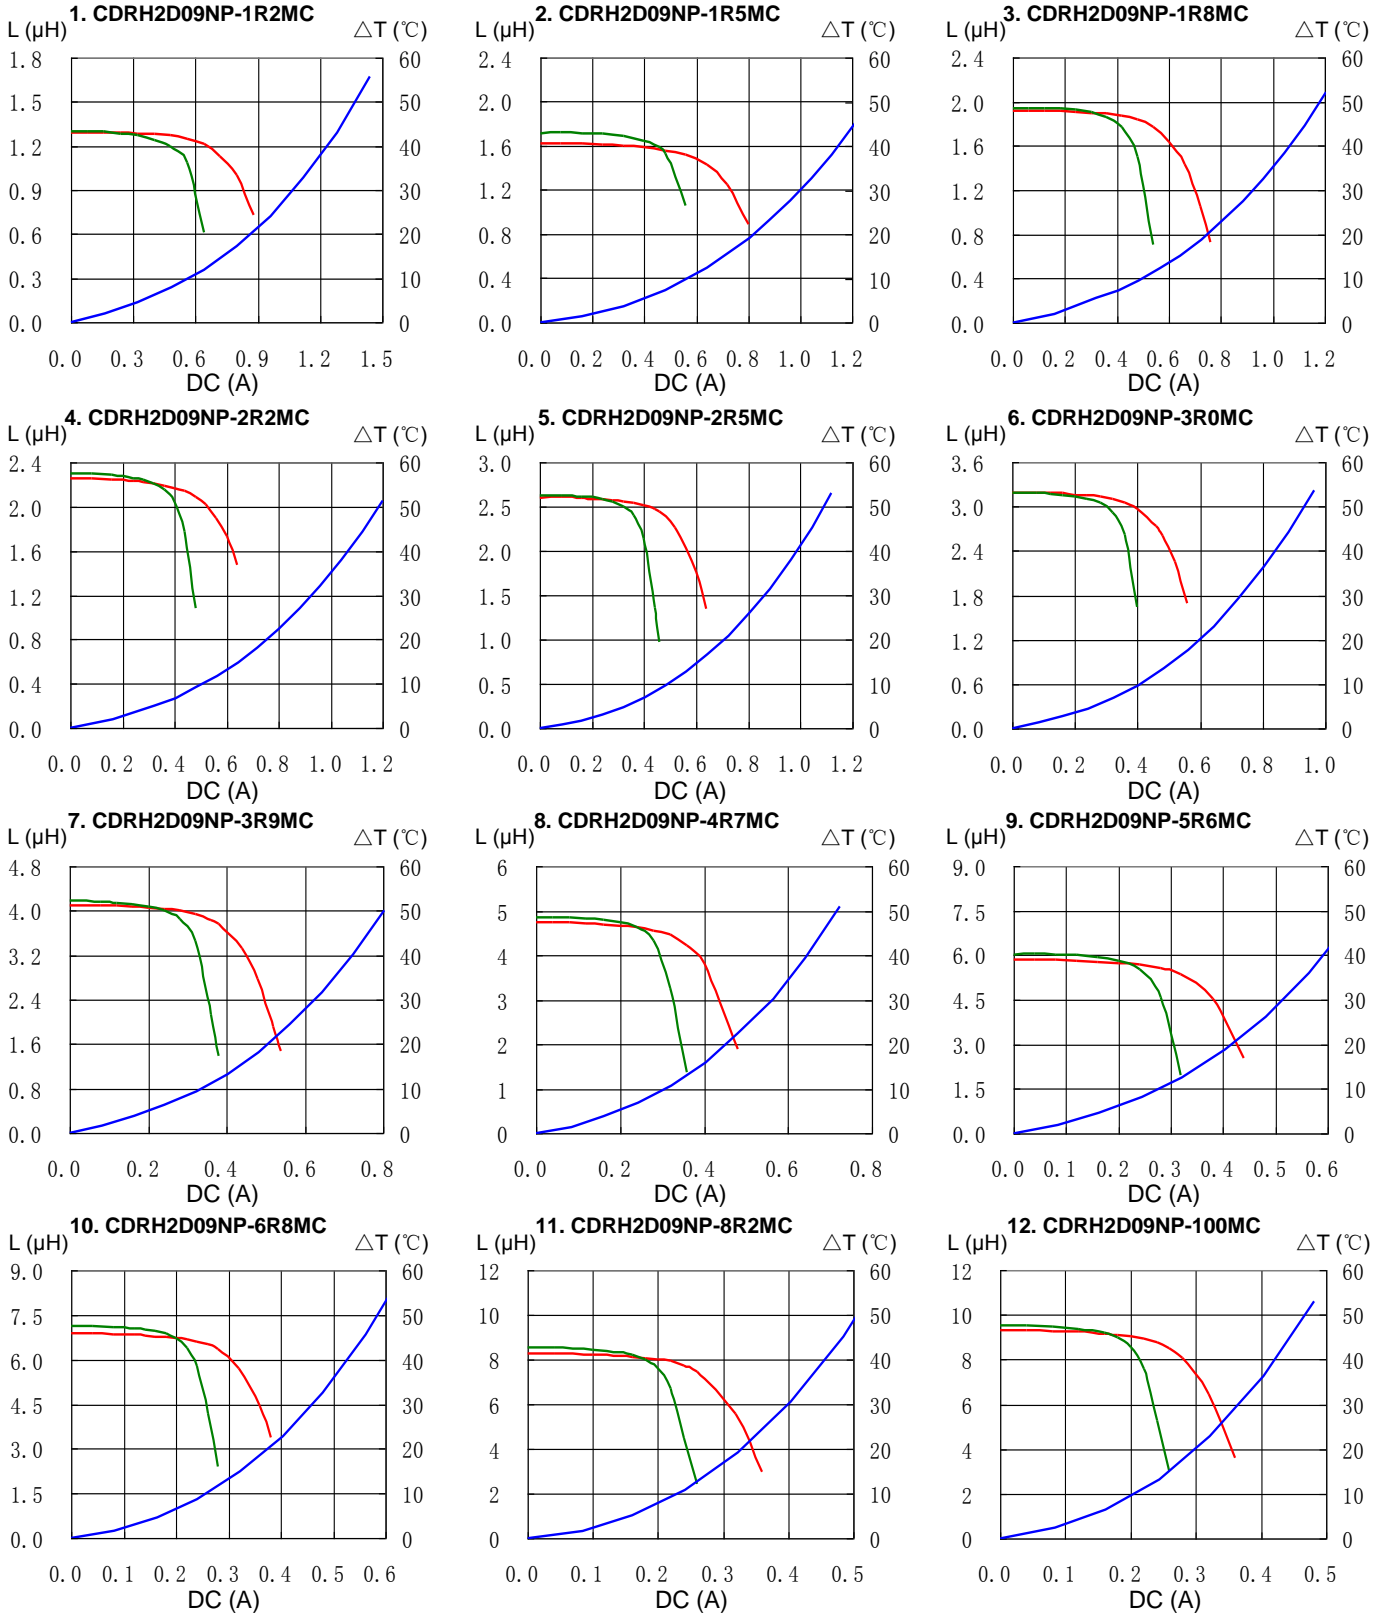 1. CDRH2D09NP-1R2MC
L (μH) △T (℃)
1.8 60
1.5 50
1.2 40
0.9 30
0.6 20
0.3 10
0.0 0
0.0 0.3 0.6 0.9 1.2 1.5
DC (A)
2. CDRH2D09NP-1R5MC
L (μH) △T (℃)
2.4 60
2.0 50
1.6 40
1.2 30
0.8 20
0.4 10
0.0 0
0.0 0.2 0.4 0.6 0.8 1.0 1.2
DC (A)
3. CDRH2D09NP-1R8MC
L (μH) △T (℃)
2.4 60
2.0 50
1.6 40
1.2 30
0.8 20
0.4 10
0.0 0
0.0 0.2 0.4 0.6 0.8 1.0 1.2
DC (A)
4. CDRH2D09NP-2R2MC
L (μH) △T (℃)
2.4 60
2.0 50
1.6 40
1.2 30
0.8 20
0.4 10
0.0 0
0.0 0.2 0.4 0.6 0.8 1.0 1.2
DC (A)
5. CDRH2D09NP-2R5MC
L (μH) △T (℃)
3.0 60
2.5 50
2.0 40
1.5 30
1.0 20
0.5 10
0.0 0
0.0 0.2 0.4 0.6 0.8 1.0 1.2
DC (A)
6. CDRH2D09NP-3R0MC
L (μH) △T (℃)
3.6 60
3.0 50
2.4 40
1.8 30
1.2 20
0.6 10
0.0 0
0.0 0.2 0.4 0.6 0.8 1.0
DC (A)
7. CDRH2D09NP-3R9MC
L (μH) △T (℃)
4.8 60
4.0 50
3.2 40
2.4 30
1.6 20
0.8 10
0.0 0
0.0 0.2 0.4 0.6 0.8
DC (A)
8. CDRH2D09NP-4R7MC
L (μH) △T (℃)
6 60
5 50
4 40
3 30
2 20
1 10
0 0
0.0 0.2 0.4 0.6 0.8
DC (A)
9. CDRH2D09NP-5R6MC
L (μH) △T (℃)
9.0 60
7.5 50
6.0 40
4.5 30
3.0 20
1.5 10
0.0 0
0.0 0.1 0.2 0.3 0.4 0.5 0.6
DC (A)
10. CDRH2D09NP-6R8MC
L (μH) △T (℃)
9.0 60
7.5 50
6.0 40
4.5 30
3.0 20
1.5 10
0.0 0
0.0 0.1 0.2 0.3 0.4 0.5 0.6
DC (A)
11. CDRH2D09NP-8R2MC
L (μH) △T (℃)
12 60
10 50
8 40
6 30
4 20
2 10
0 0
0.0 0.1 0.2 0.3 0.4 0.5
DC (A)
12. CDRH2D09NP-100MC
L (μH) △T (℃)
12 60
10 50
8 40
6 30
4 20
2 10
0 0
0.0 0.1 0.2 0.3 0.4 0.5
DC (A)